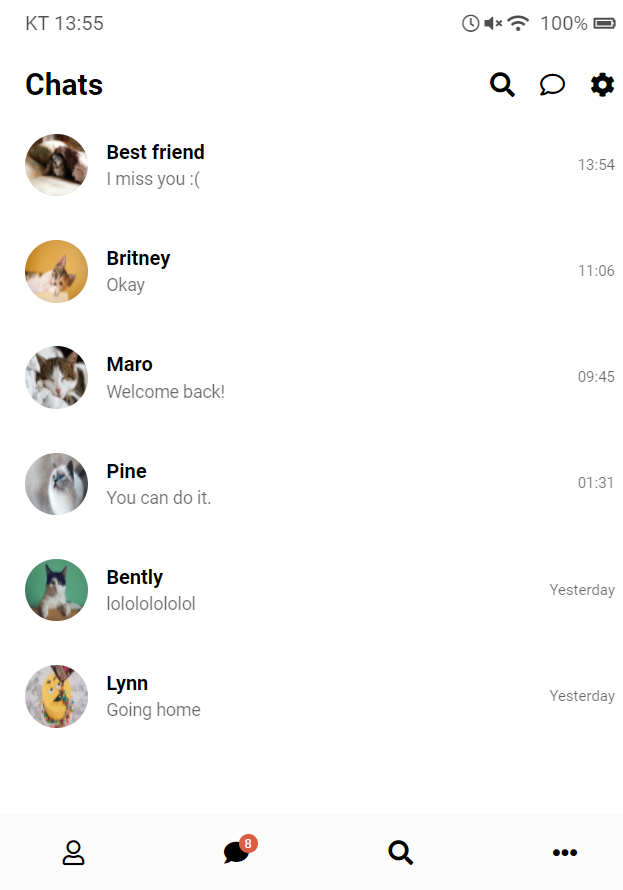 KT 13:55
100%
Chats
Best friend
I miss you :(
13:54
Britney
Okay
11:06
Maro
Welcome back!
09:45
Pine
You can do it.
01:31
Bently
lolololololol
Yesterday
Lynn
Going home
Yesterday
8